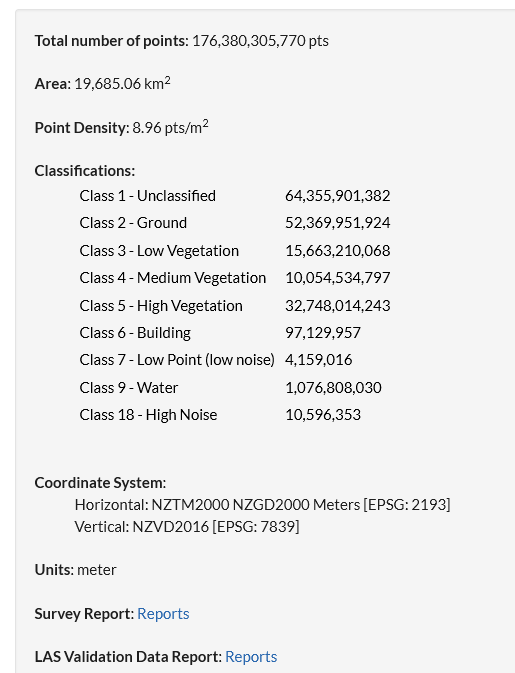 Total number of points: 176,380,305,770 pts
Area: 19,685.06 km²
Point Density: 8.96 pts/m²
Classifications:
Class 1 - Unclassified 64,355,901,382
Class 2 - Ground 52,369,951,924
Class 3 - Low Vegetation 15,663,210,068
Class 4 - Medium Vegetation 10,054,534,797
Class 5 - High Vegetation 32,748,014,243
Class 6 - Building 97,129,957
Class 7 - Low Point (low noise) 4,159,016
Class 9 - Water 1,076,808,030
Class 18 - High Noise 10,596,353
Coordinate System:
Horizontal: NZTM2000 NZGD2000 Meters [EPSG: 2193]
Vertical: NZVD2016 [EPSG: 7839]
Units: meter
Survey Report: Reports
LAS Validation Data Report: Reports